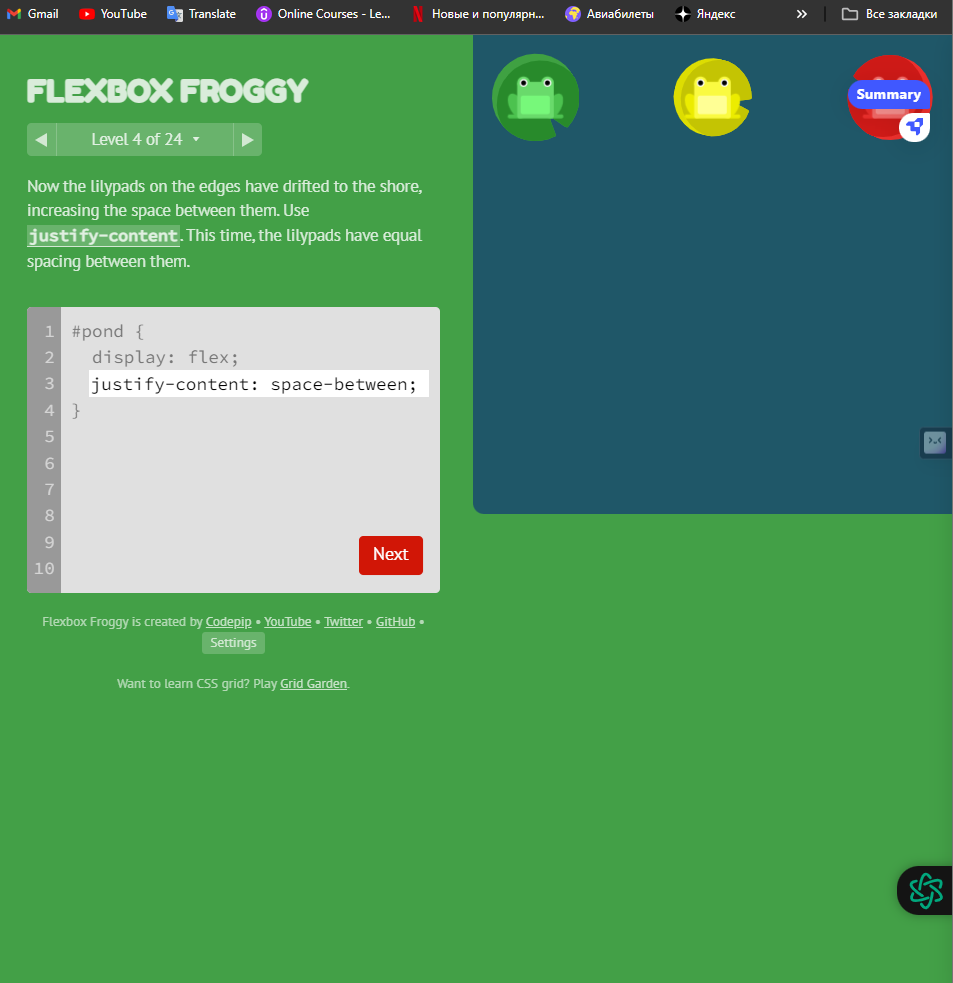 Gmail YouTube Translate Online Courses - Le... Новые и популярн... Авиабилеты Яндекс » Все закладки
FLEXBOX FROGGY
Level 4 of 24
Now the lilypads on the edges have drifted to the shore,
increasing the space between them. Use
justify-content. This time, the lilypads have equal
spacing between them.
1 #pond {
2 display: flex;
3 justify-content: space-between;
4 }
5
6
7
8
9
10
Next
Flexbox Froggy is created by Codepip • YouTube • Twitter • GitHub •
Settings
Want to learn CSS grid? Play Grid Garden.
Summary